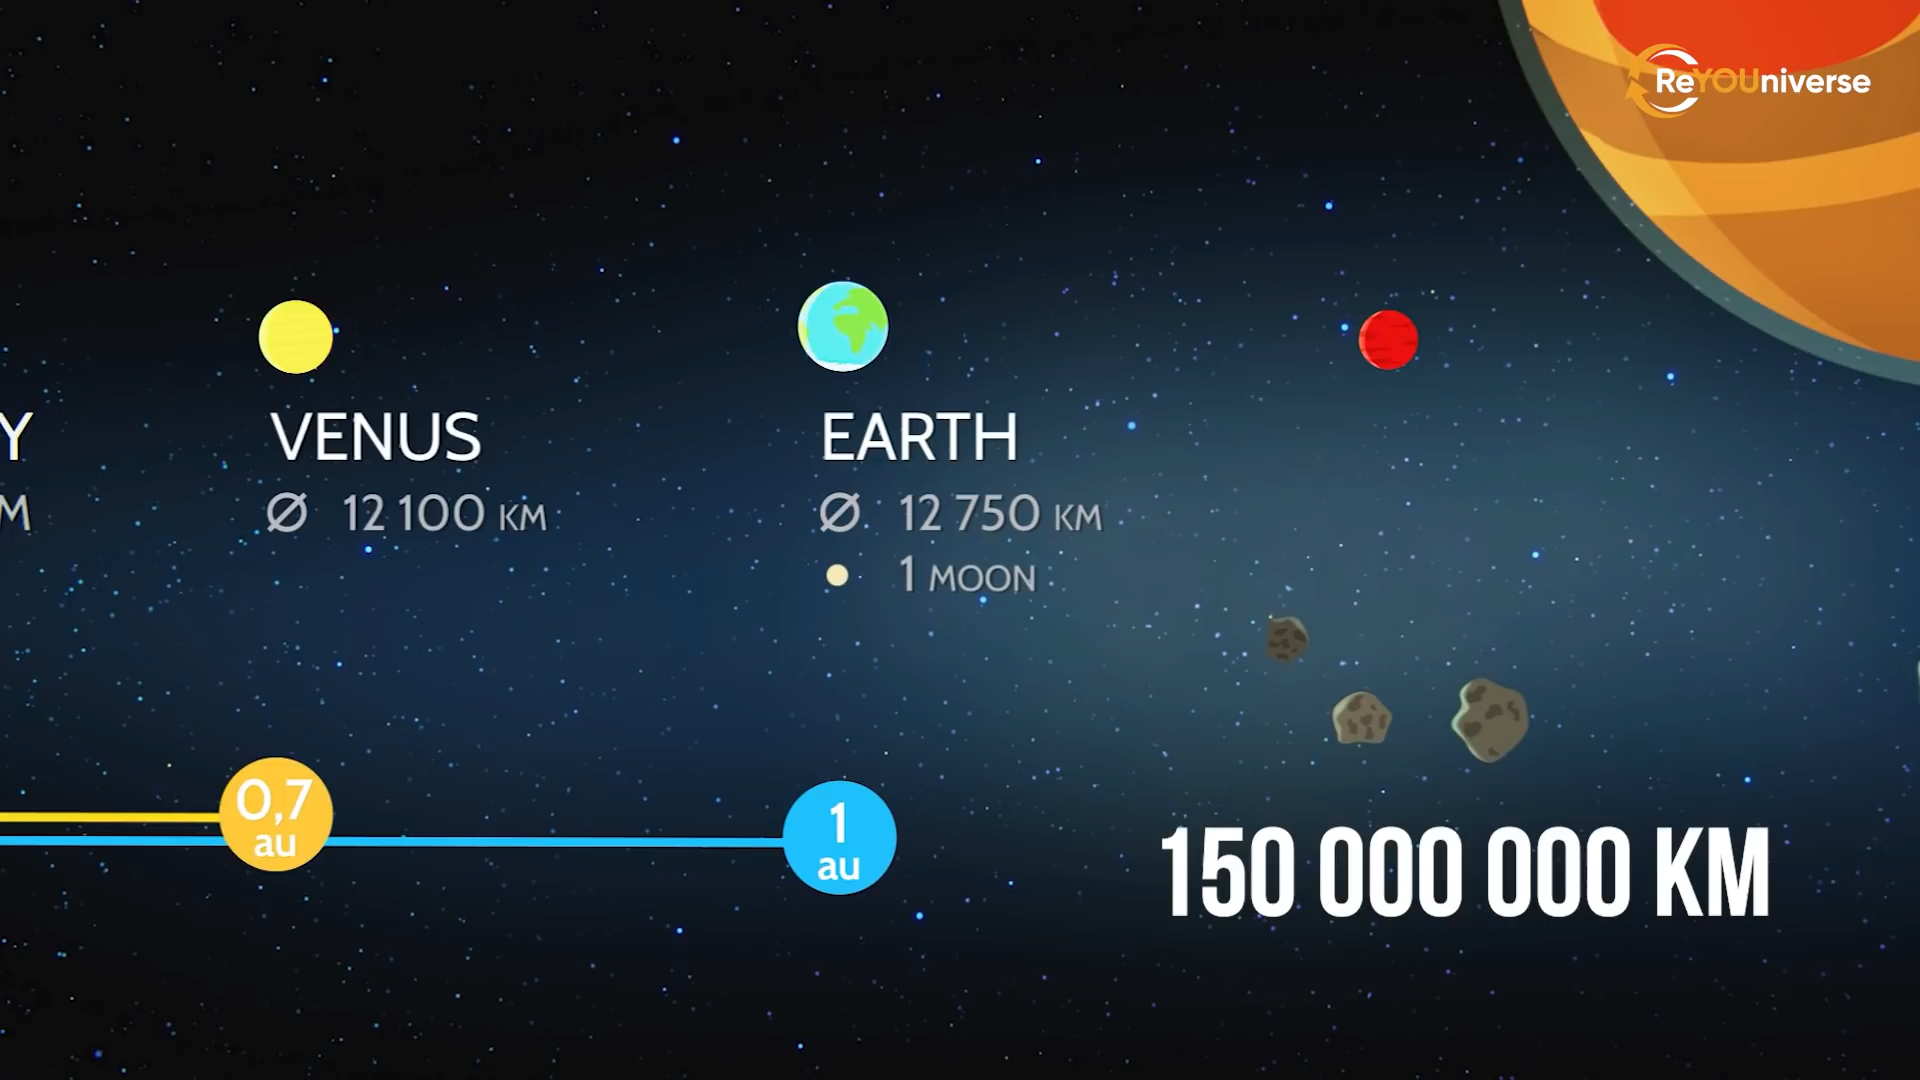 ReYOUniverse
Y
M
VENUS
Ø 12 100 KM
EARTH
Ø 12 750 KM
1 MOON
0,7
au
1
au
150 000 000 KM